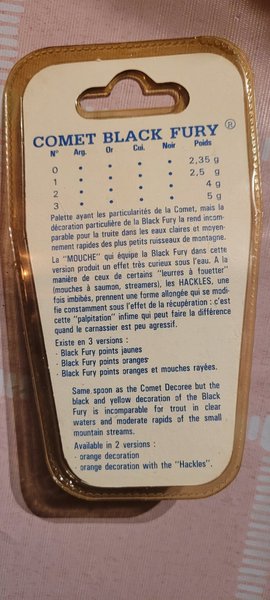 COMET BLACK FURY ®
N° Arg. Or Cui. Noir Poids
0 • • • • 2,35 g
1 • • • • 2,5 g
2 • • • • 4 g
3 • • • • 5 g
Palette ayant les particularités de la Comet, mais la
décoration particulière de la Black Fury la rend incom-
parable pour la truite dans les eaux claires et moyen-
nement rapides des plus petits ruisseaux de montagne.
La "MOUCHE" qui équipe la Black Fury dans cette
version produit un effet très curieux sous l'eau. A la
manière de ceux de certains "leurres à fouetter"
(mouches à saumon, streamers), les HACKLES, une
fois imbibés, prennent une forme allongée qui se modi-
fie constamment sous l'effet de la récupération : c'est
cette "palpitation" infime qui peut faire la différence
quand le carnassier est peu agressif.
Existe en 3 versions :
- Black Fury points jaunes
- Black Fury points oranges
- Black Fury points oranges et mouches rayées.
Same spoon as the Comet Decoree but the
black and yellow decoration of the Black
Fury is incomparable for trout in clear
waters and moderate rapids of the small
mountain streams.
Available in 2 versions :
- orange decoration
- orange decoration with the "Hackles".